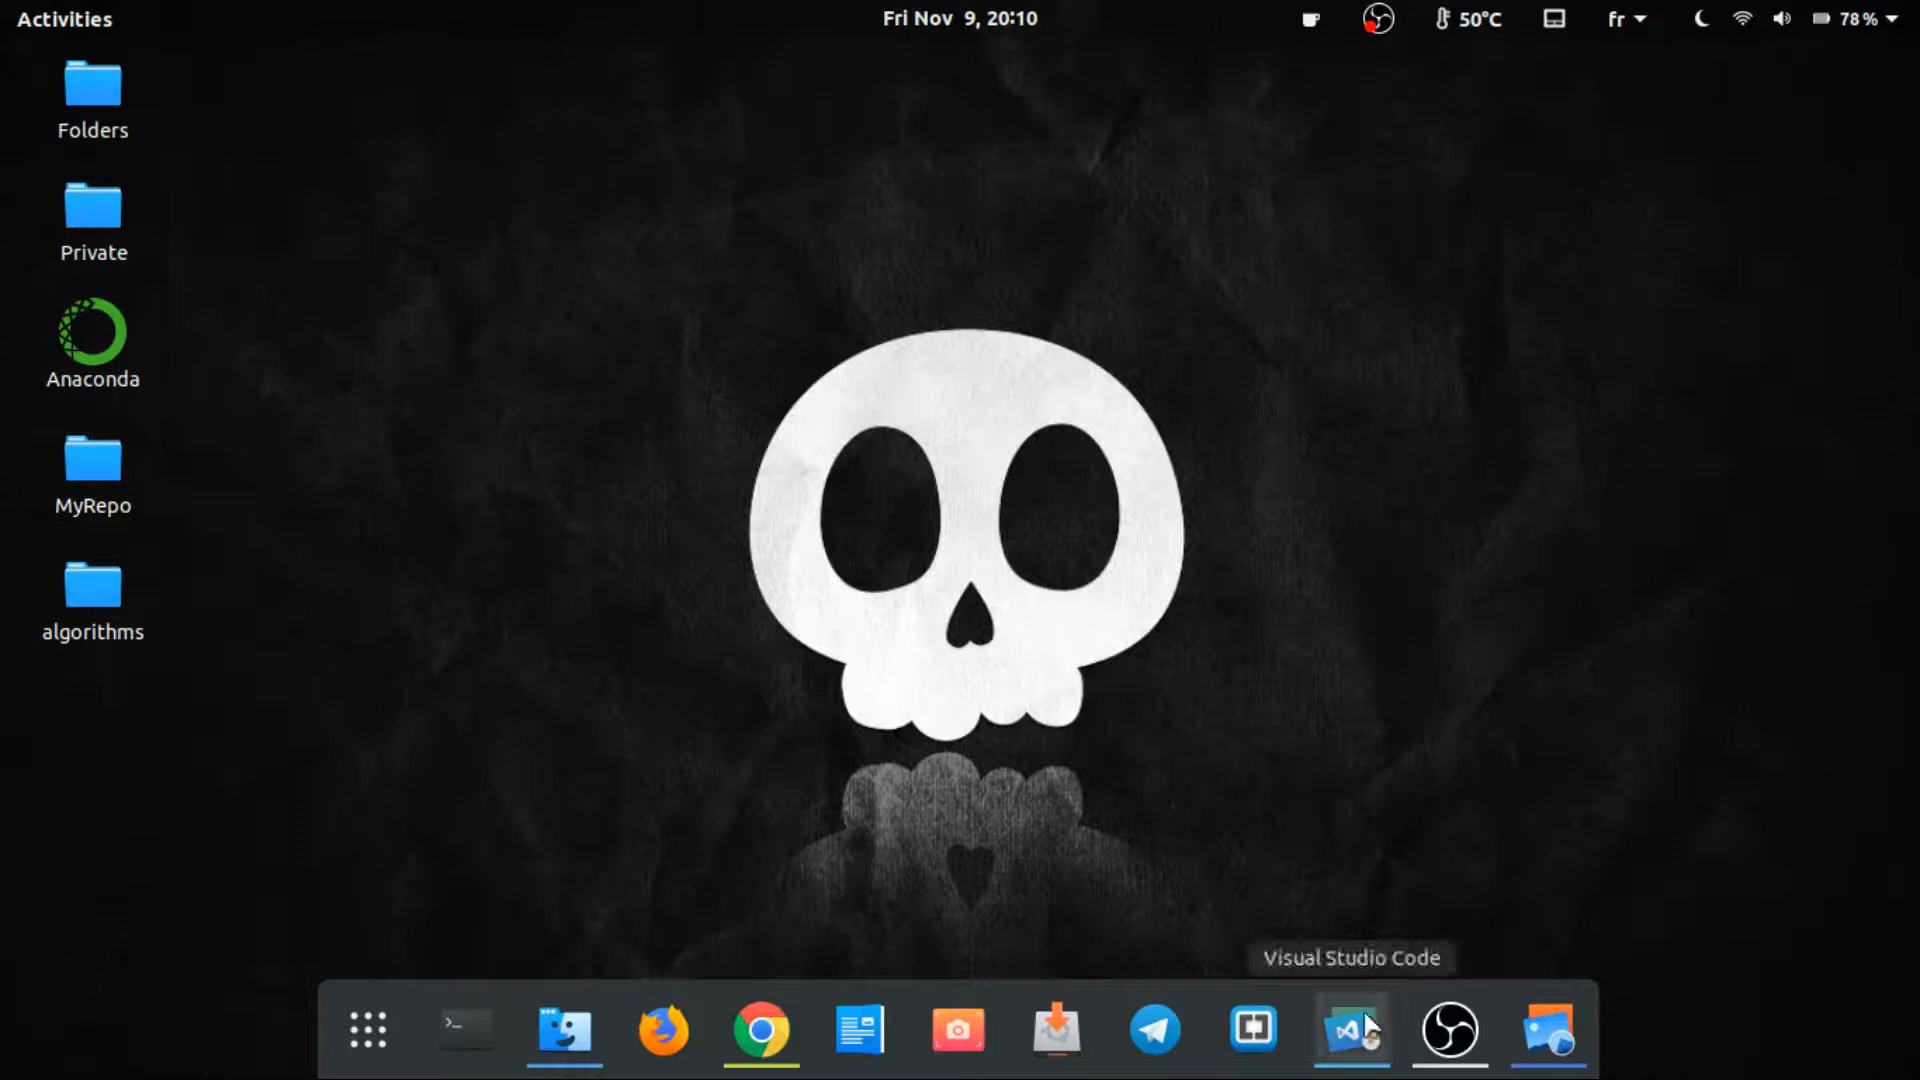 Activities
Fri Nov 9, 20:10
50°C
fr
78 %
Folders
Private
Anaconda
MyRepo
algorithms
Visual Studio Code
>_